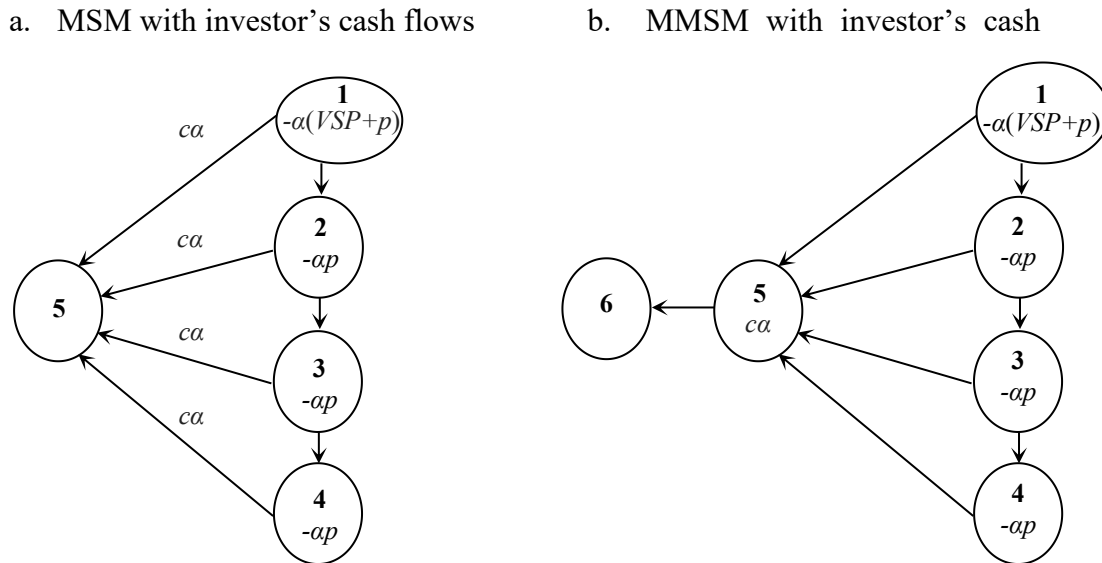 a. MSM with investor's cash flows
b. MMSM with investor's cash
1
-α(VSP+p)
cα
2
-αp
cα
5
cα
3
-αp
cα
4
-αp
1
-α(VSP+p)
2
-αp
6
5
cα
3
-αp
4
-αp